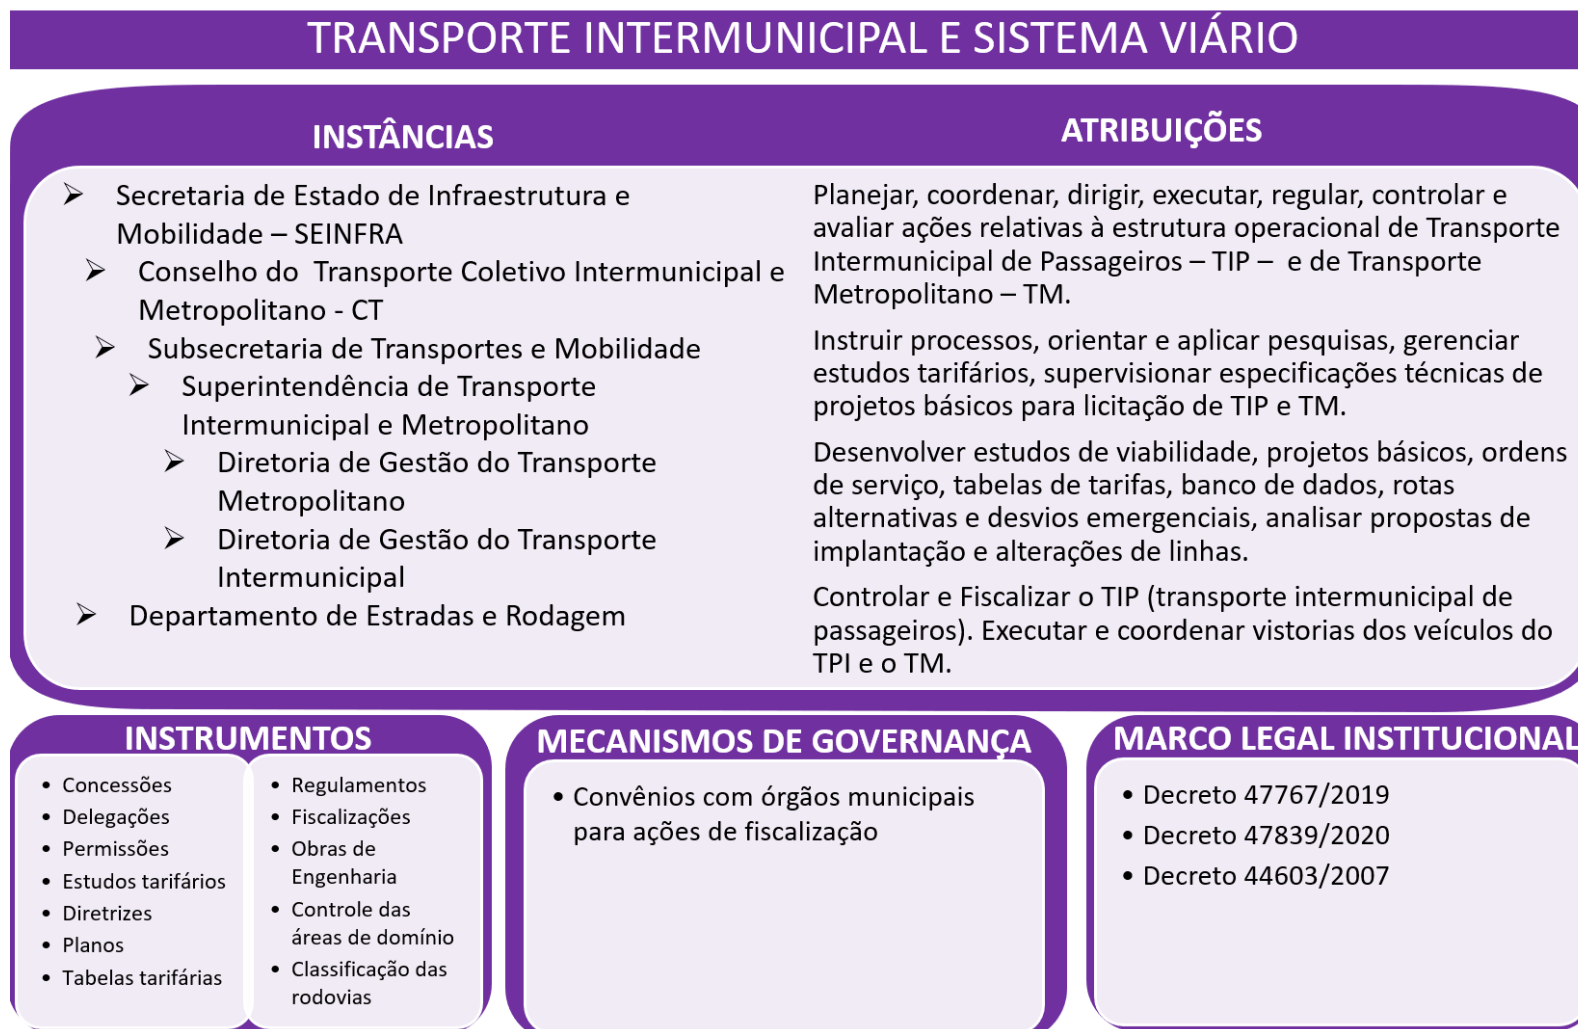 TRANSPORTE INTERMUNICIPAL E SISTEMA VIÁRIO
INSTÂNCIAS
Secretaria de Estado de Infraestrutura e
Mobilidade – SEINFRA
Conselho do  Transporte Coletivo Intermunicipal e
Metropolitano - CT
Subsecretaria de Transportes e Mobilidade
Superintendência de Transporte
Intermunicipal e Metropolitano
Diretoria de Gestão do Transporte
Metropolitano
Diretoria de Gestão do Transporte
Intermunicipal
Departamento de Estradas e Rodagem
ATRIBUIÇÕES
Planejar, coordenar, dirigir, executar, regular, controlar e
avaliar ações relativas à estrutura operacional de Transporte
Intermunicipal de Passageiros – TIP –  e de Transporte
Metropolitano – TM.
Instruir processos, orientar e aplicar pesquisas, gerenciar
estudos tarifários, supervisionar especificações técnicas de
projetos básicos para licitação de TIP e TM.
Desenvolver estudos de viabilidade, projetos básicos, ordens
de serviço, tabelas de tarifas, banco de dados, rotas
alternativas e desvios emergenciais, analisar propostas de
implantação e alterações de linhas.
Controlar e Fiscalizar o TIP (transporte intermunicipal de
passageiros). Executar e coordenar vistorias dos veículos do
TPI e o TM.
INSTRUMENTOS
• Concessões
• Delegações
• Permissões
• Estudos tarifários
• Diretrizes
• Planos
• Tabelas tarifárias
• Regulamentos
• Fiscalizações
• Obras de
Engenharia
• Controle das
áreas de domínio
• Classificação das
rodovias
MECANISMOS DE GOVERNANÇA
• Convênios com órgãos municipais
para ações de fiscalização
MARCO LEGAL INSTITUCIONAL
• Decreto 47767/2019
• Decreto 47839/2020
• Decreto 44603/2007